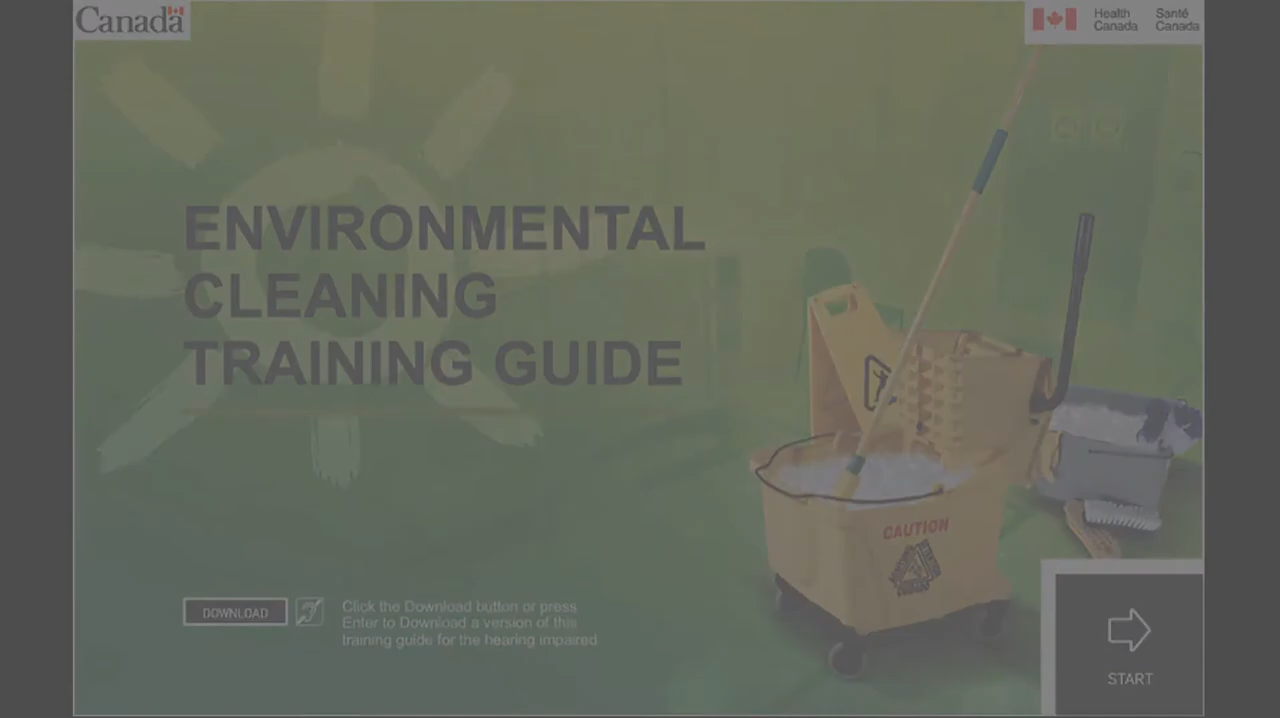 Canada
Health Canada
Santé Canada
ENVIRONMENTAL
CLEANING
TRAINING GUIDE
CAUTION
DOWNLOAD
Click the Download button or press
Enter to Download a version of this
training guide for the hearing impaired
START